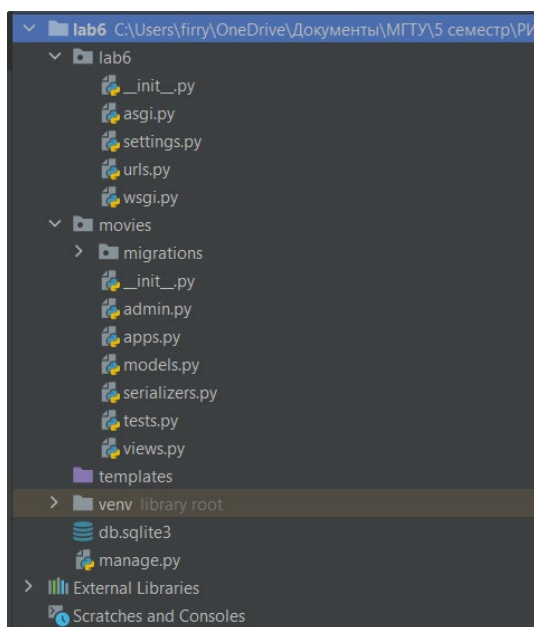 lab6 C:\Users\firry\OneDrive\Документы\МГТУ\5 семестр\РИ
lab6
__init__.py
asgi.py
settings.py
urls.py
wsgi.py
movies
migrations
__init__.py
admin.py
apps.py
models.py
serializers.py
tests.py
views.py
templates
venv library root
db.sqlite3
manage.py
External Libraries
Scratches and Consoles